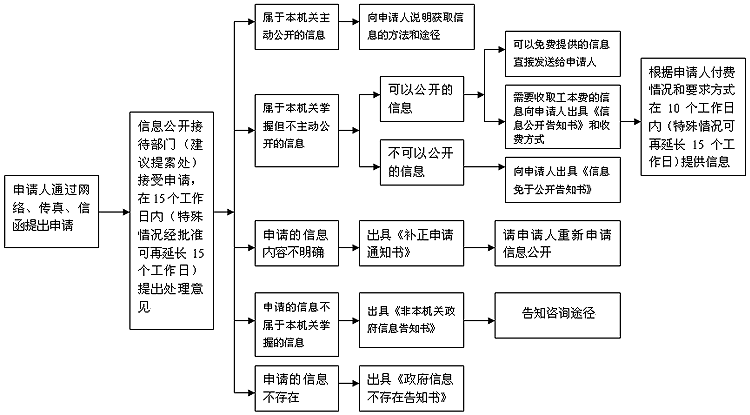 申请人通过网
络、传真、信
函提出申请
信息公开接
待部门（建
议提案处）
接受申请，
在15个工作
日内（特殊
情况经批准
可再延长 15
个工作日）
提出处理意
见
属于本机关主
动公开的信息
向申请人说明获取信
息的方法和途径
属于本机关掌
握但不主动公
开的信息
可以公开的
信息
可以免费提供的信息
直接发送给申请人
需要收取工本费的信
息向申请人出具《信
息公开告知书》和收
费方式
根据申请人付费
情况和要求方式
在 10 个工作日
内（特殊情况可
再延长 15 个工
作日）提供信息
不可以公开
的信息
向申请人出具《信息
免于公开告知书》
申请的信息
内容不明确
出具《补正申请
通知书》
请申请人重新申请
信息公开
申请的信息不
属于本机关掌
握的信息
出具《非本机关政
府信息告知书》
告知咨询途径
申请的信息
不存在
出具《政府信息
不存在告知书》